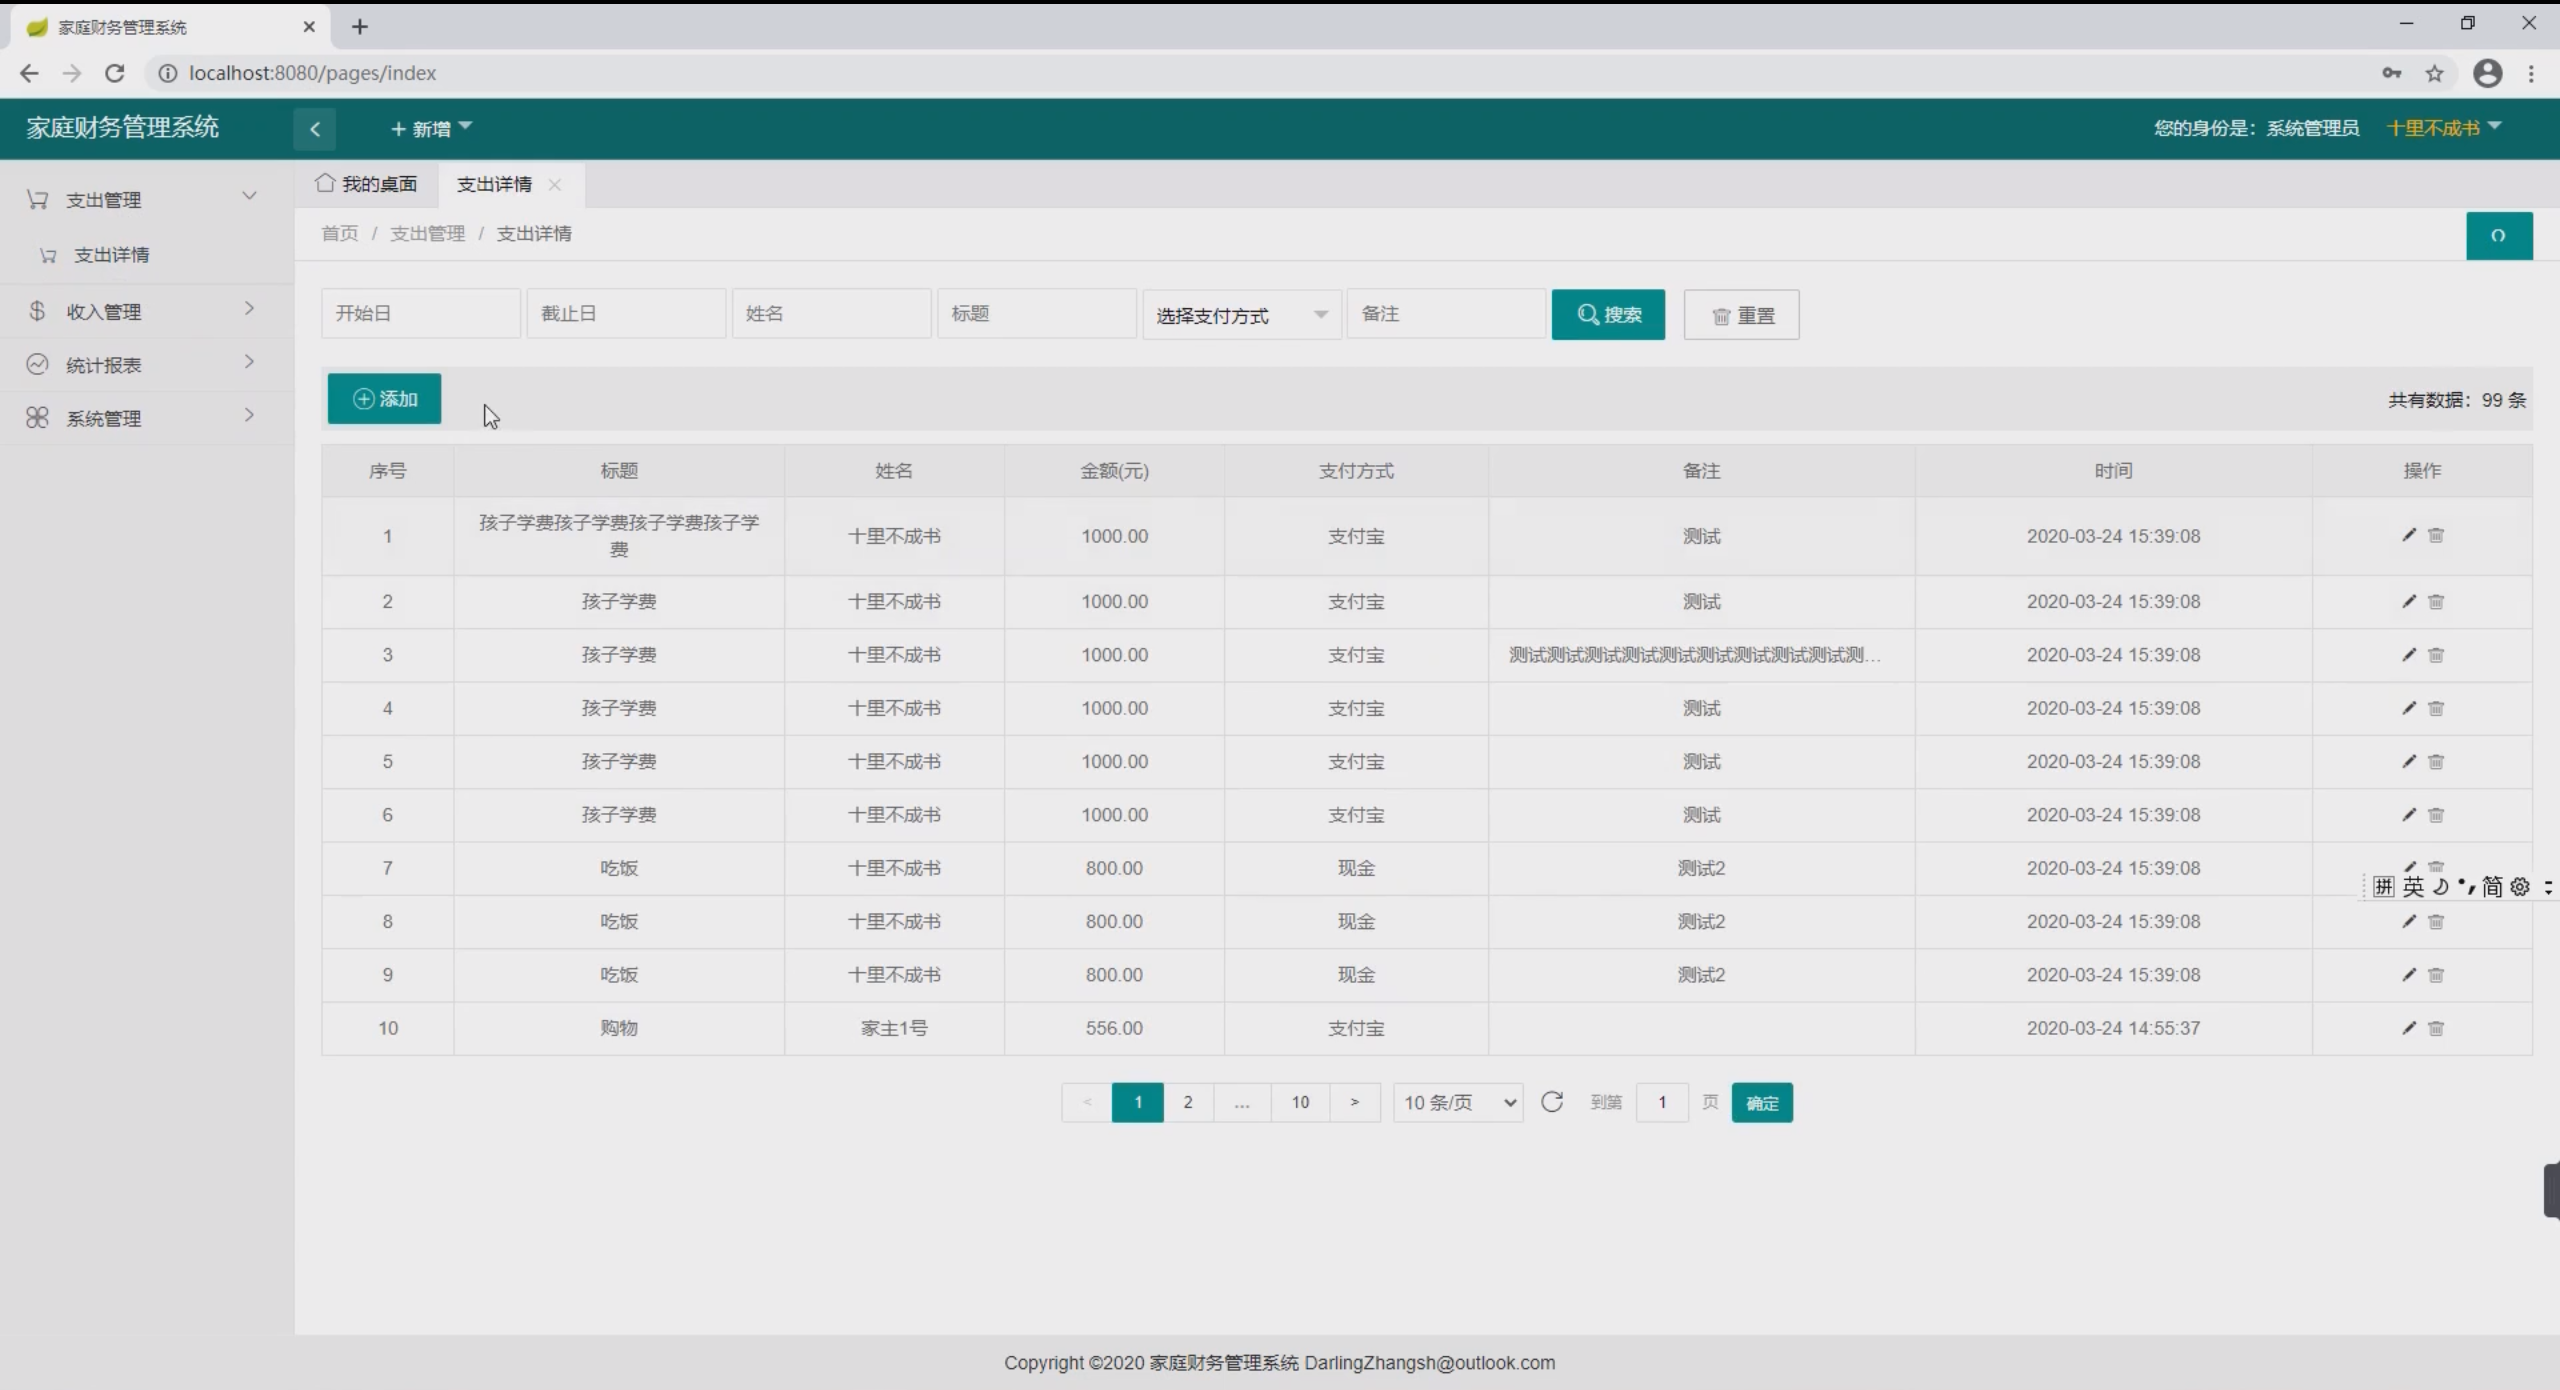 家庭财务管理系统
localhost:8080/pages/index
家庭财务管理系统
+ 新增
您的身份是：系统管理员 十里不成书
支出管理
支出详情
收入管理
统计报表
系统管理
我的桌面 支出详情
首页 / 支出管理 / 支出详情
开始日 截止日 姓名 标题 选择支付方式 备注 搜索 重置
添加 共有数据：99 条
序号 标题 姓名 金额(元) 支付方式 备注 时间 操作
1 孩子学费孩子学费孩子学费孩子学 十里不成书 1000.00 支付宝 测试 2020-03-24 15:39:08
费
2 孩子学费 十里不成书 1000.00 支付宝 测试 2020-03-24 15:39:08
3 孩子学费 十里不成书 1000.00 支付宝 测试测试测试测试测试测试测试测试测试测... 2020-03-24 15:39:08
4 孩子学费 十里不成书 1000.00 支付宝 测试 2020-03-24 15:39:08
5 孩子学费 十里不成书 1000.00 支付宝 测试 2020-03-24 15:39:08
6 孩子学费 十里不成书 1000.00 支付宝 测试 2020-03-24 15:39:08
7 吃饭 十里不成书 800.00 现金 测试2 2020-03-24 15:39:08
拼 英 简
8 吃饭 十里不成书 800.00 现金 测试2 2020-03-24 15:39:08
9 吃饭 十里不成书 800.00 现金 测试2 2020-03-24 15:39:08
10 购物 家主1号 556.00 支付宝 2020-03-24 14:55:37
< 1 2 ... 10 > 10 条/页 到第 1 页 确定
Copyright ©2020 家庭财务管理系统 DarlingZhangsh@outlook.com